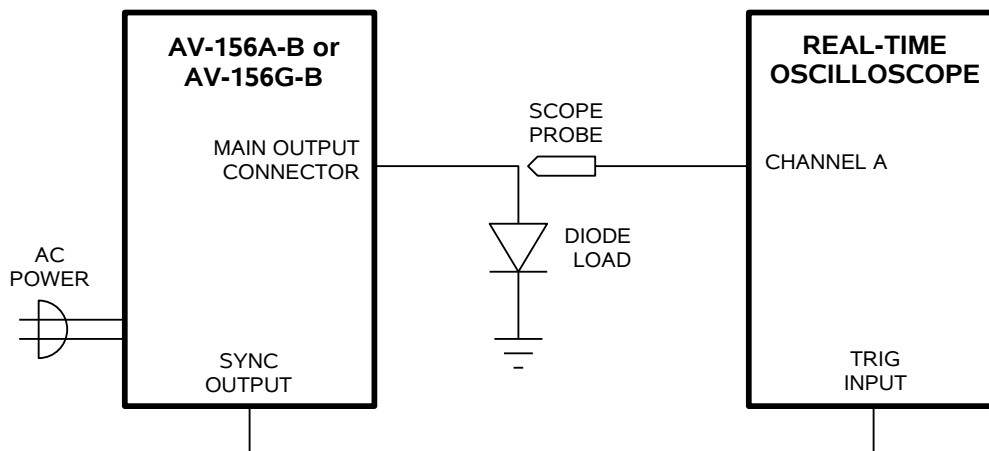 AV-156A-B or
AV-156G-B
MAIN OUTPUT
CONNECTOR
SCOPE
PROBE
REAL-TIME
OSCILLOSCOPE
CHANNEL A
DIODE
LOAD
AC
POWER
SYNC
OUTPUT
TRIG
INPUT